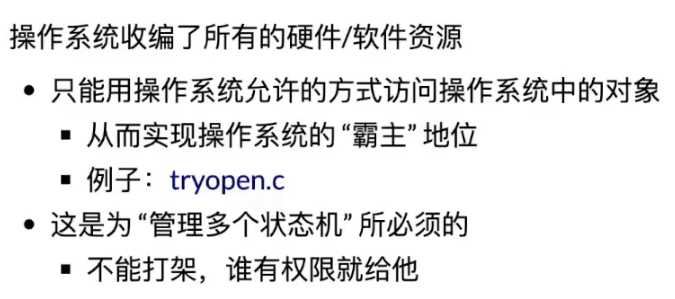 操作系统收编了所有的硬件/软件资源
• 只能用操作系统允许的方式访问操作系统中的对象
▪ 从而实现操作系统的 “霸主” 地位
▪ 例子：tryopen.c
• 这是为 “管理多个状态机” 所必须的
▪ 不能打架，谁有权限就给他